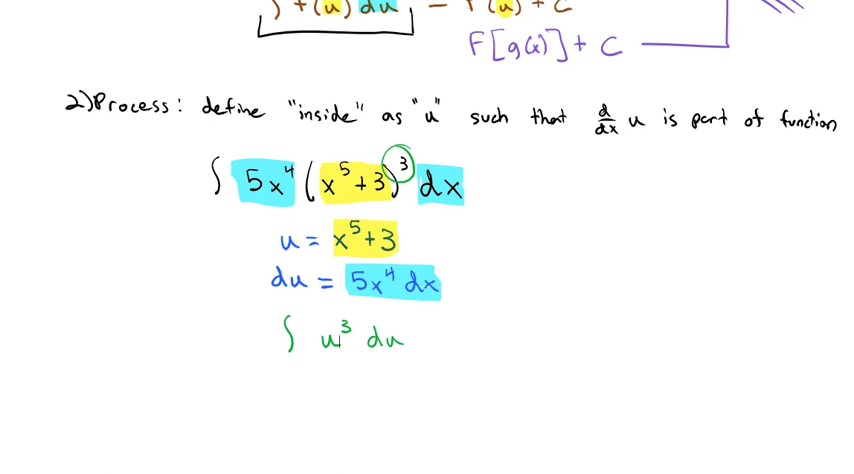 ∫ f(u) du = F(u) + C
F[g(x)] + C
2) Process: define "inside" as "u" such that d/dx u is part of function
∫ 5x⁴ (x⁵ + 3)³ dx
u = x⁵ + 3
du = 5x⁴ dx
∫ u³ du